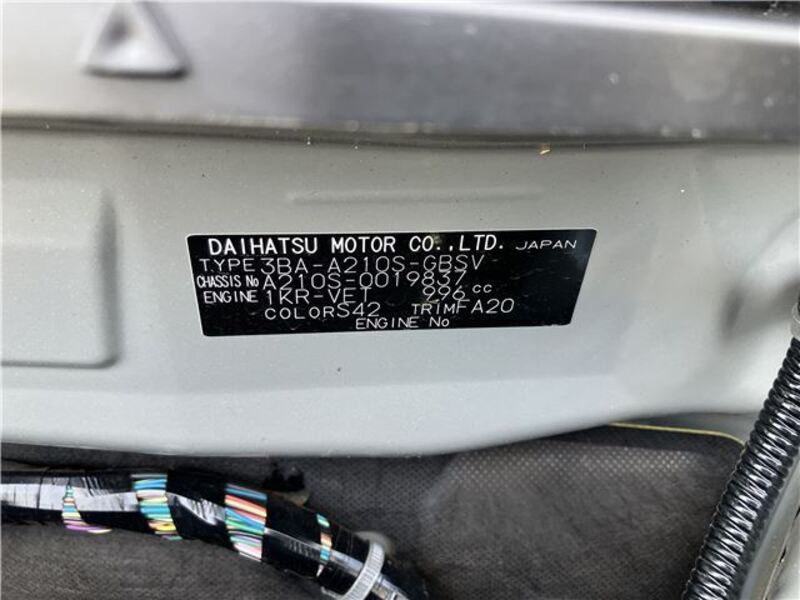 DAIHATSU MOTOR CO.,LTD. JAPAN
TYPE 3BA-A210S-GBSV
CHASSIS No A210S-0019837
ENGINE 1KR-VET 996 cc
COLOR S42 TRIM FA20
ENGINE No